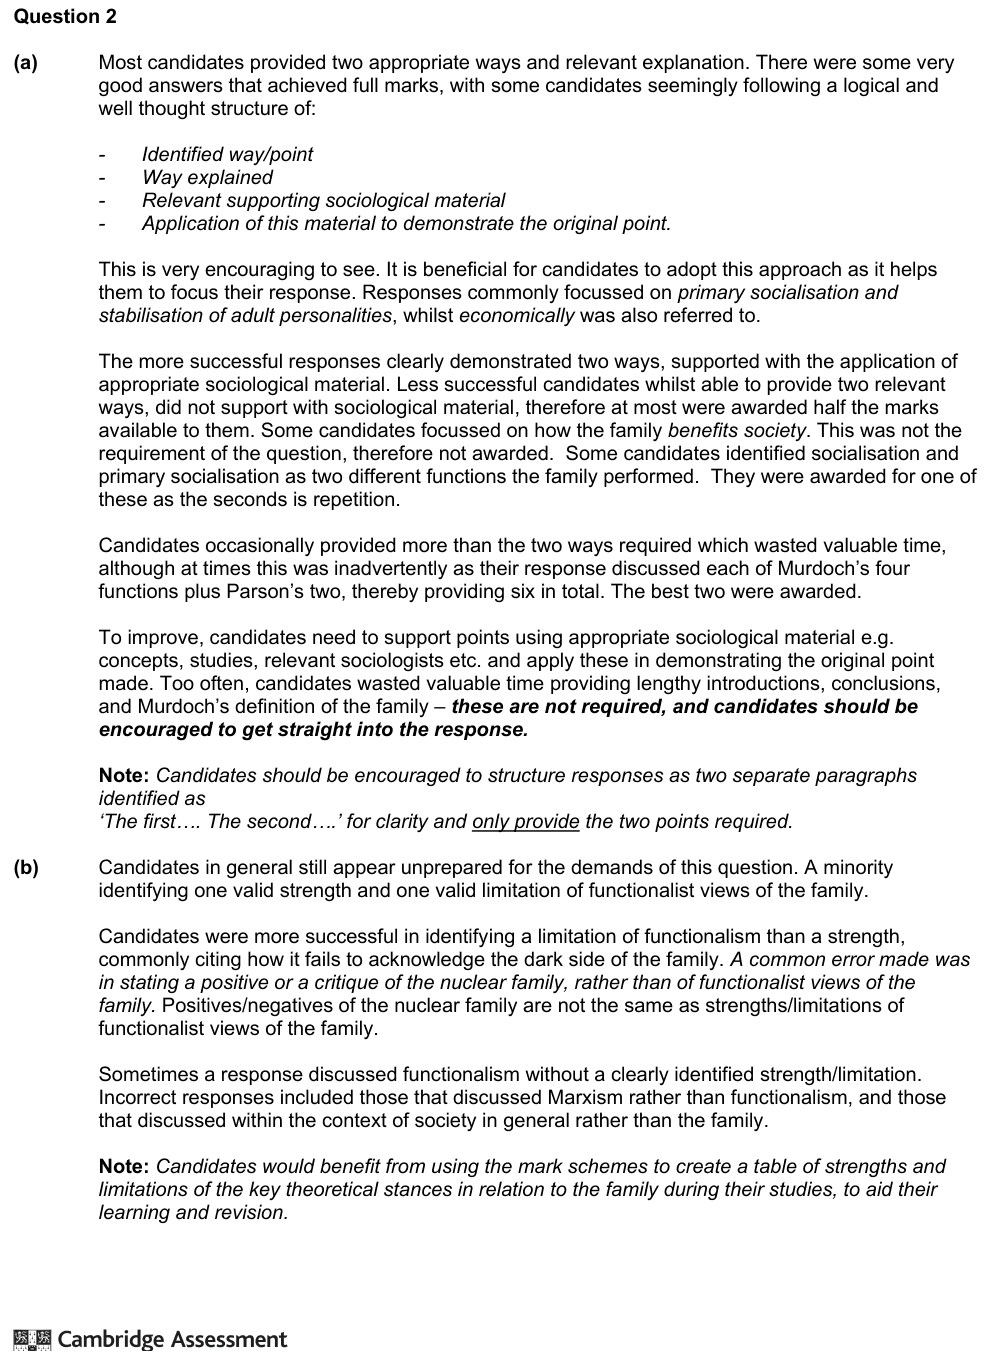 Question 2
(a) Most candidates provided two appropriate ways and relevant explanation. There were some very
good answers that achieved full marks, with some candidates seemingly following a logical and
well thought structure of:
- Identified way/point
- Way explained
- Relevant supporting sociological material
- Application of this material to demonstrate the original point.
This is very encouraging to see. It is beneficial for candidates to adopt this approach as it helps
them to focus their response. Responses commonly focussed on primary socialisation and
stabilisation of adult personalities, whilst economically was also referred to.
The more successful responses clearly demonstrated two ways, supported with the application of
appropriate sociological material. Less successful candidates whilst able to provide two relevant
ways, did not support with sociological material, therefore at most were awarded half the marks
available to them. Some candidates focussed on how the family benefits society. This was not the
requirement of the question, therefore not awarded.  Some candidates identified socialisation and
primary socialisation as two different functions the family performed.  They were awarded for one of
these as the seconds is repetition.
Candidates occasionally provided more than the two ways required which wasted valuable time,
although at times this was inadvertently as their response discussed each of Murdoch’s four
functions plus Parson’s two, thereby providing six in total. The best two were awarded.
To improve, candidates need to support points using appropriate sociological material e.g.
concepts, studies, relevant sociologists etc. and apply these in demonstrating the original point
made. Too often, candidates wasted valuable time providing lengthy introductions, conclusions,
and Murdoch’s definition of the family – these are not required, and candidates should be
encouraged to get straight into the response.
Note: Candidates should be encouraged to structure responses as two separate paragraphs
identified as
‘The first…. The second….’ for clarity and only provide the two points required.
(b) Candidates in general still appear unprepared for the demands of this question. A minority
identifying one valid strength and one valid limitation of functionalist views of the family.
Candidates were more successful in identifying a limitation of functionalism than a strength,
commonly citing how it fails to acknowledge the dark side of the family. A common error made was
in stating a positive or a critique of the nuclear family, rather than of functionalist views of the
family. Positives/negatives of the nuclear family are not the same as strengths/limitations of
functionalist views of the family.
Sometimes a response discussed functionalism without a clearly identified strength/limitation.
Incorrect responses included those that discussed Marxism rather than functionalism, and those
that discussed within the context of society in general rather than the family.
Note: Candidates would benefit from using the mark schemes to create a table of strengths and
limitations of the key theoretical stances in relation to the family during their studies, to aid their
learning and revision.
Cambridge Assessment